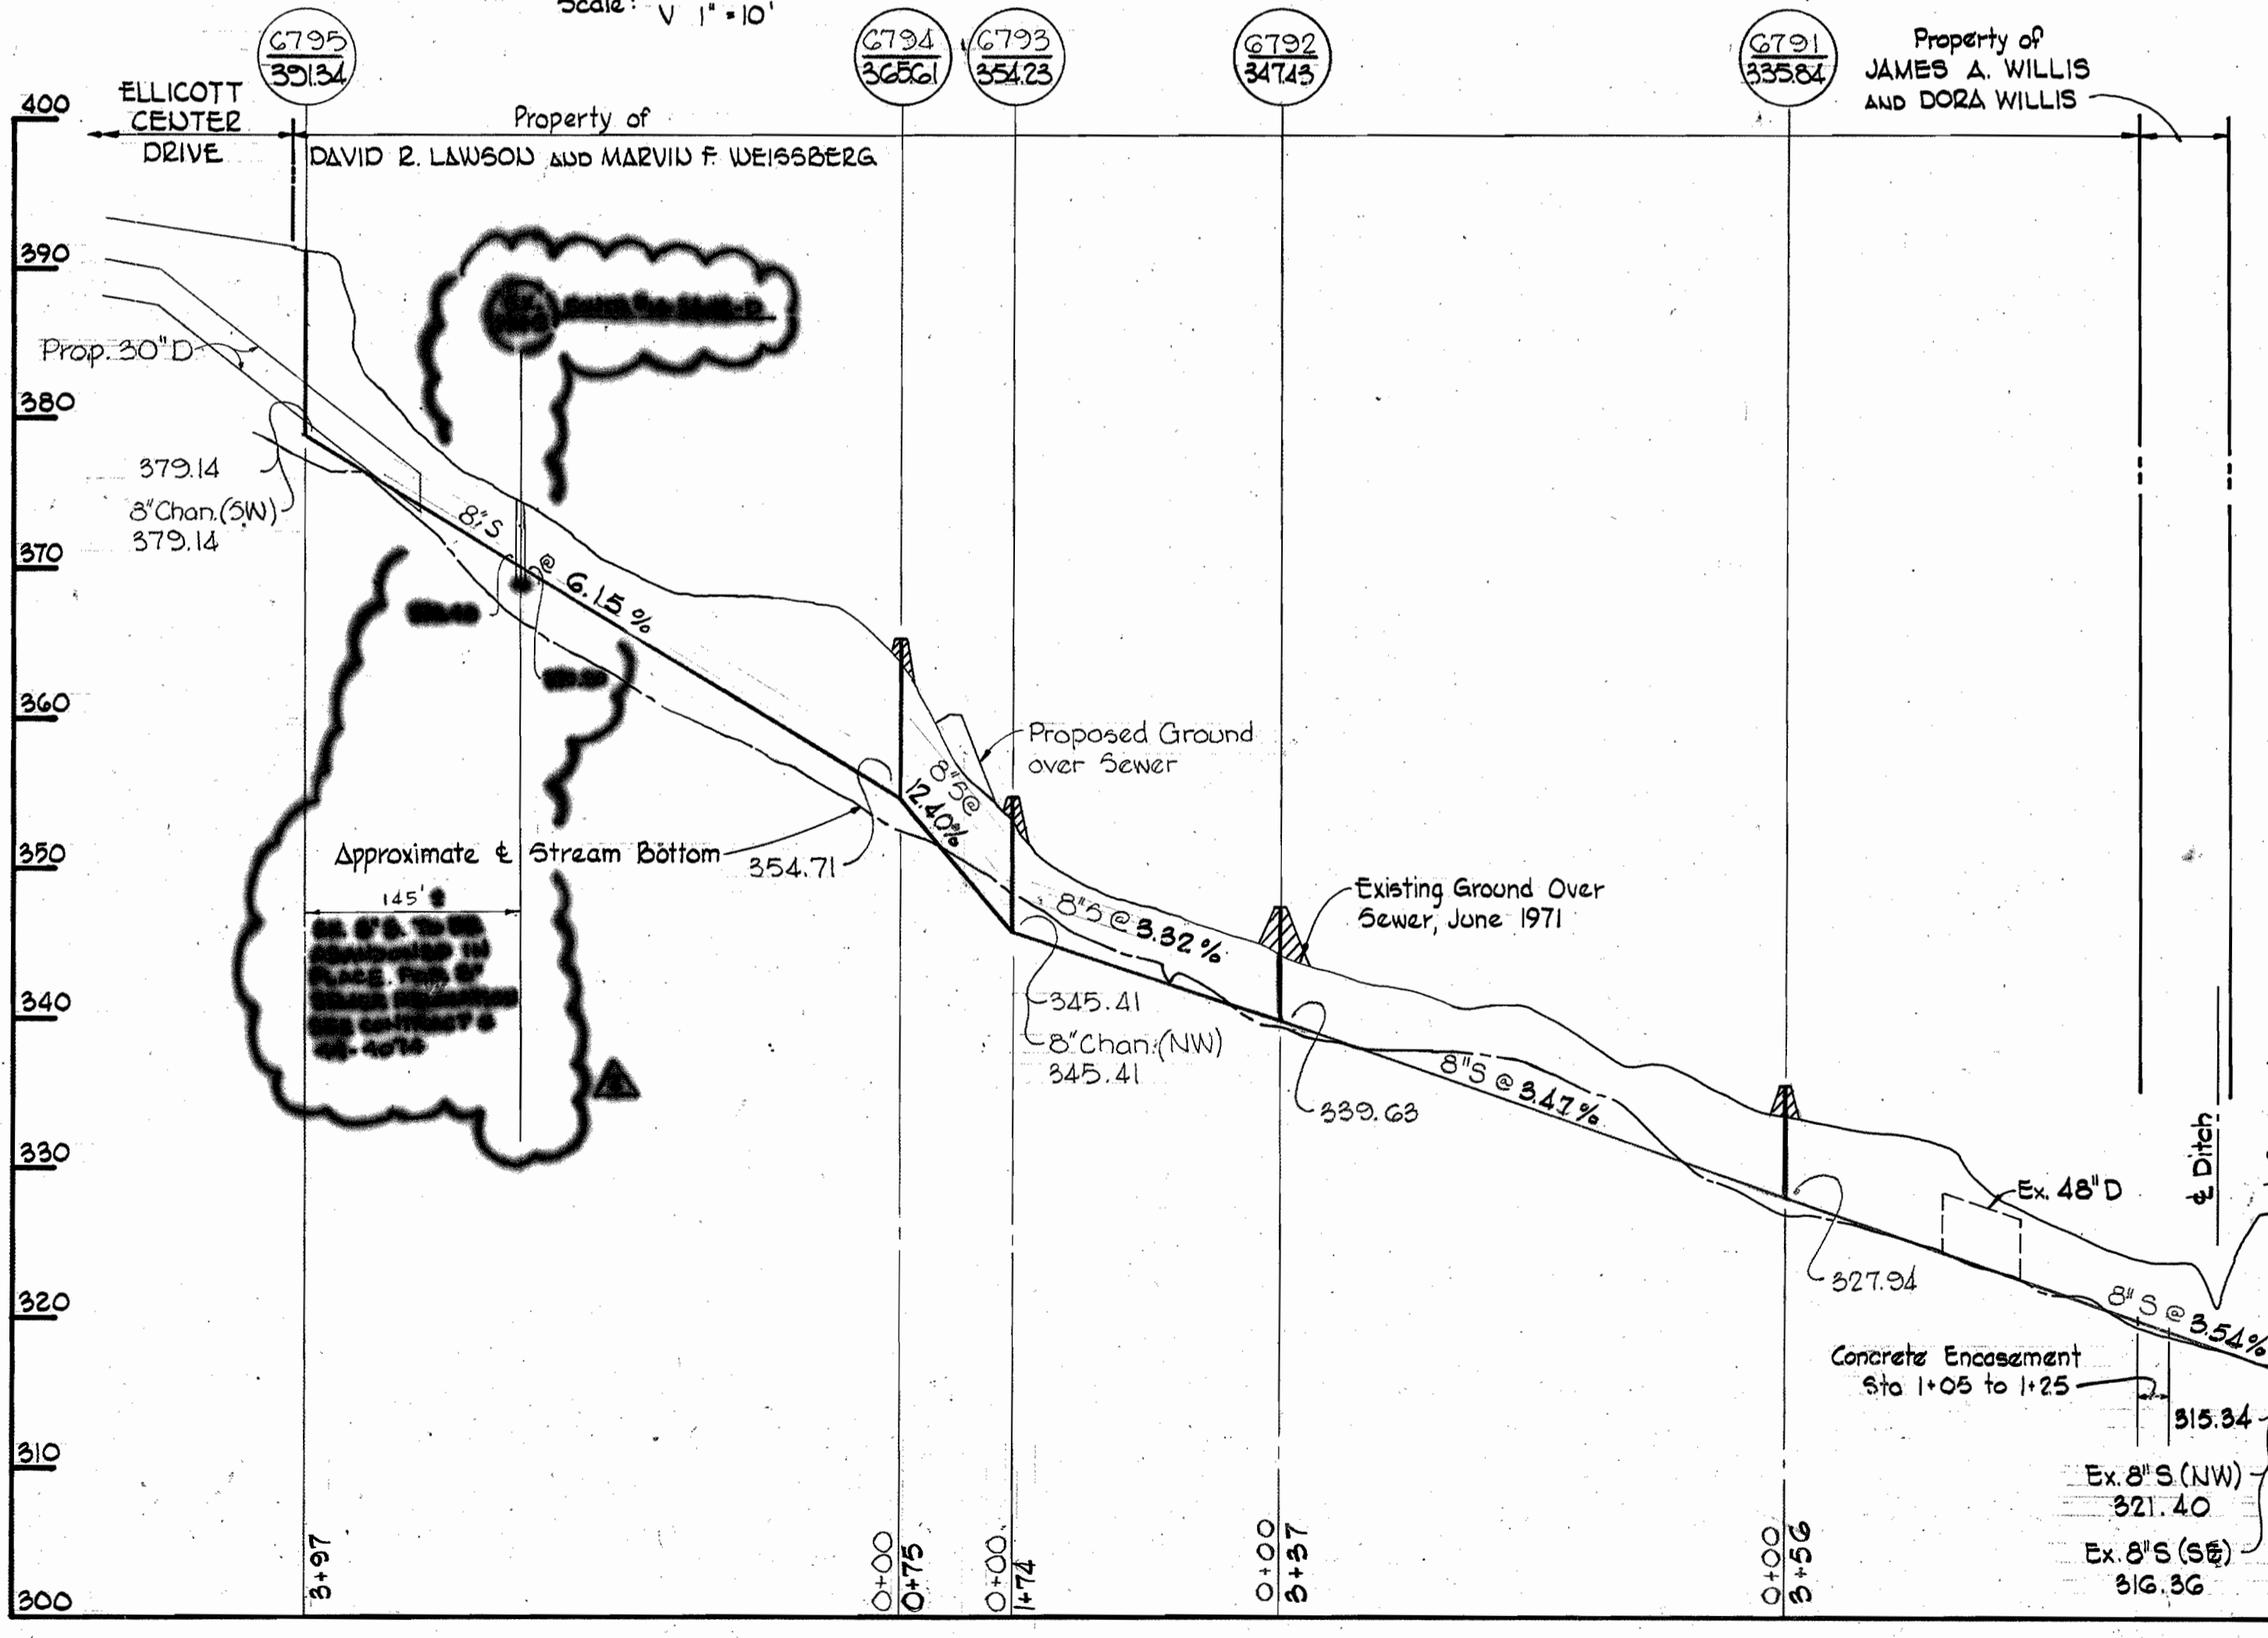 Scale: V 1" = 10'
6795
391.34
6794
365.61
6793
354.23
6792
347.43
6791
335.84
Property of
JAMES A. WILLIS
AND DORA WILLIS
ELLICOTT
CENTER
DRIVE
Property of
DAVID R. LAWSON AND MARVIN F. WEISSBERG
400
390
380
370
360
350
340
330
320
310
300
Prop. 30" D
379.14
8" Chan. (SW)
379.14
8" S @ 6.15 %
Proposed Ground
over Sewer
8" S @
12.40%
Approximate ℄ Stream Bottom
354.71
145'
PLACE. FOR 8"
SEE CONTRACT #
8" S @ 3.32 %
Existing Ground Over
Sewer, June 1971
345.41
8" Chan. (NW)
345.41
339.63
8" S @ 3.47 %
℄ Ditch
Ex. 48" D
327.94
8" S @ 3.54 %
Concrete Encasement
Sta 1+05 to 1+25
315.34
Ex. 8" S (NW)
321.40
Ex. 8" S (SE)
316.36
3+97
0+00
0+75
0+00
1+74
0+00
3+37
0+00
3+56